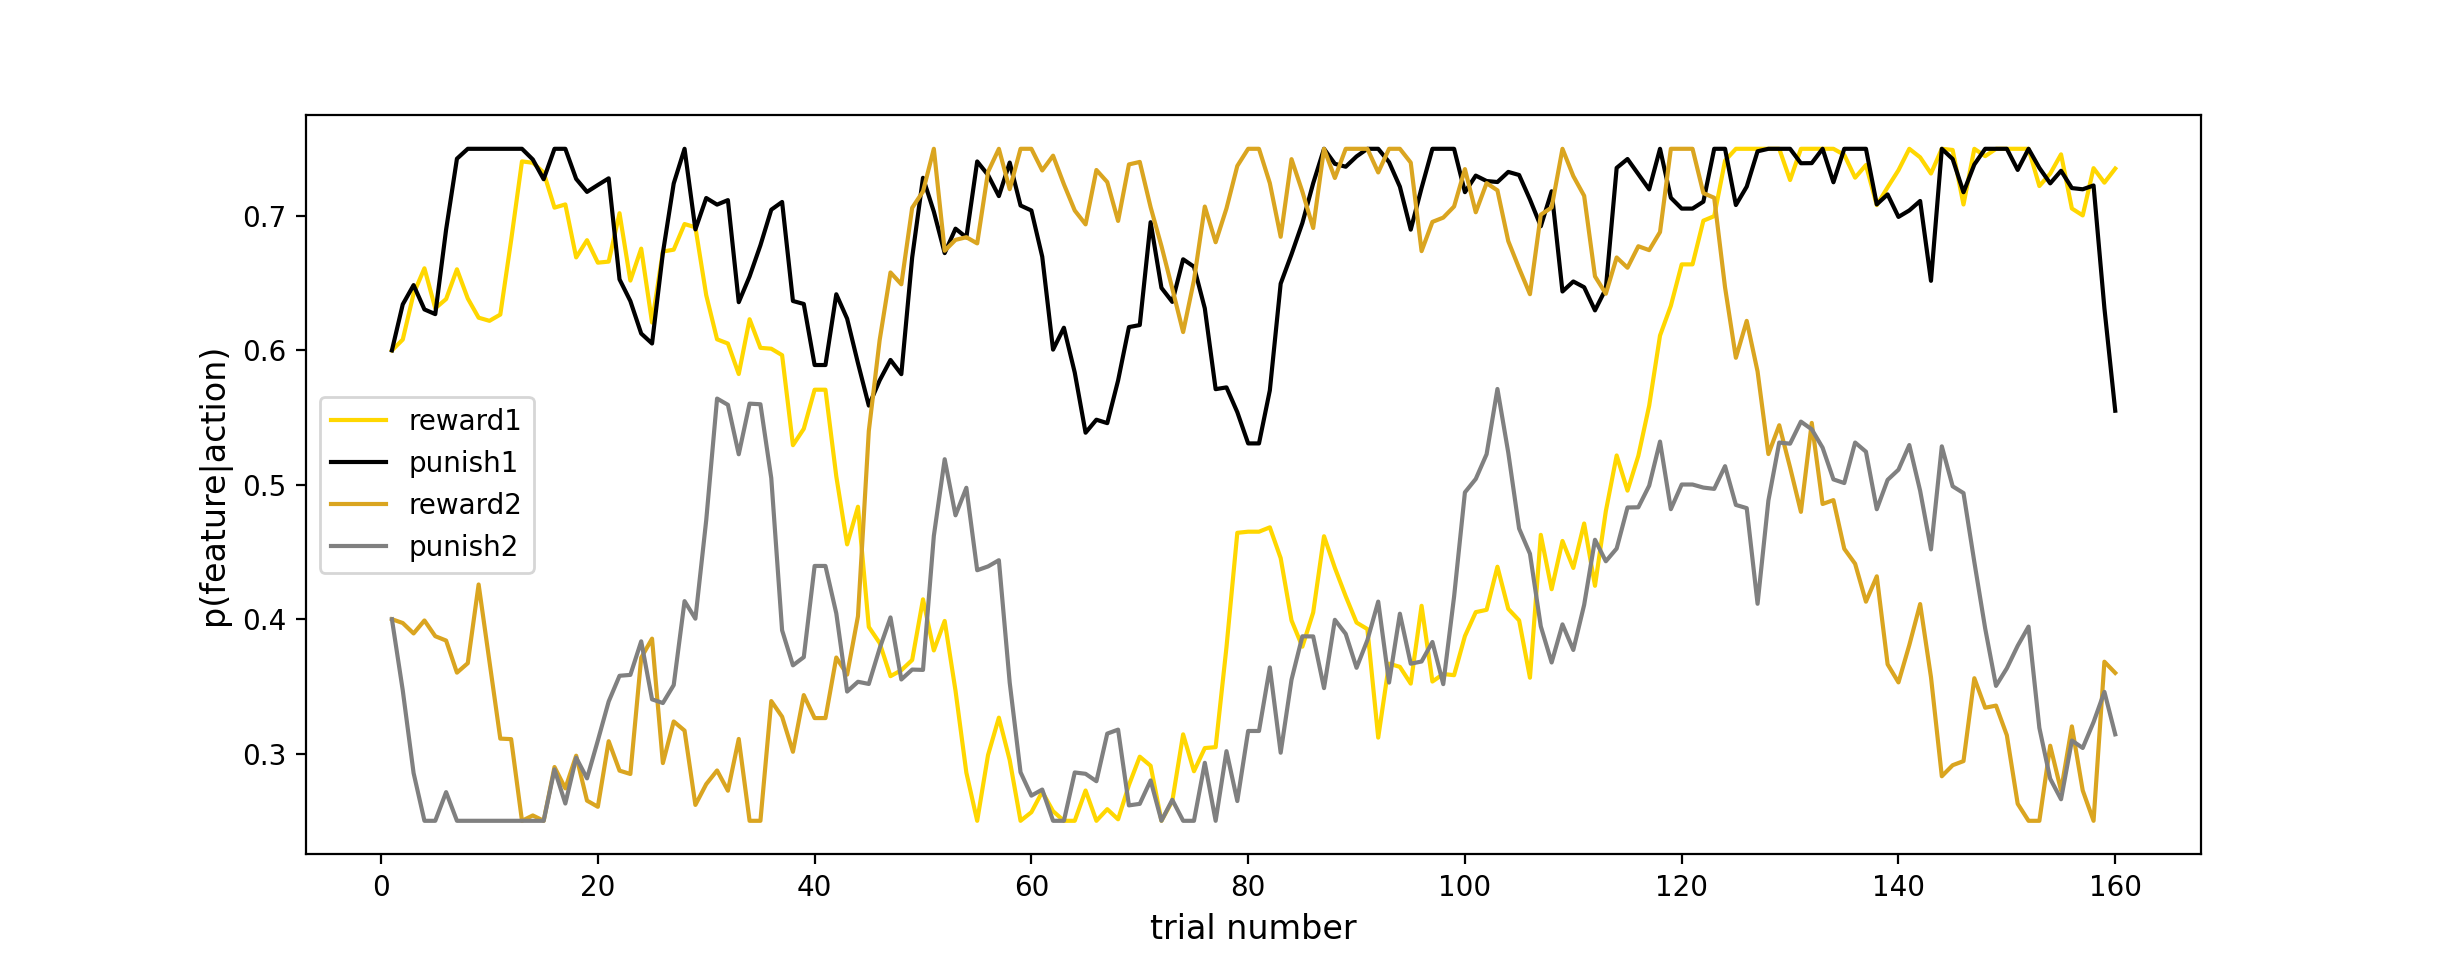 p(feature|action)
0.7
0.6
0.5
0.4
0.3
reward1
punish1
reward2
punish2
0 20 40 60 80 100 120 140 160
trial number